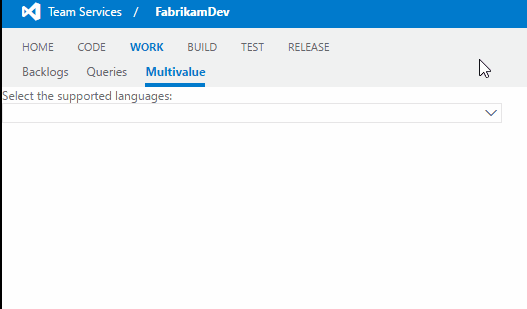 Team Services / FabrikamDev
HOME CODE WORK BUILD TEST RELEASE
Backlogs Queries Multivalue
Select the supported languages: